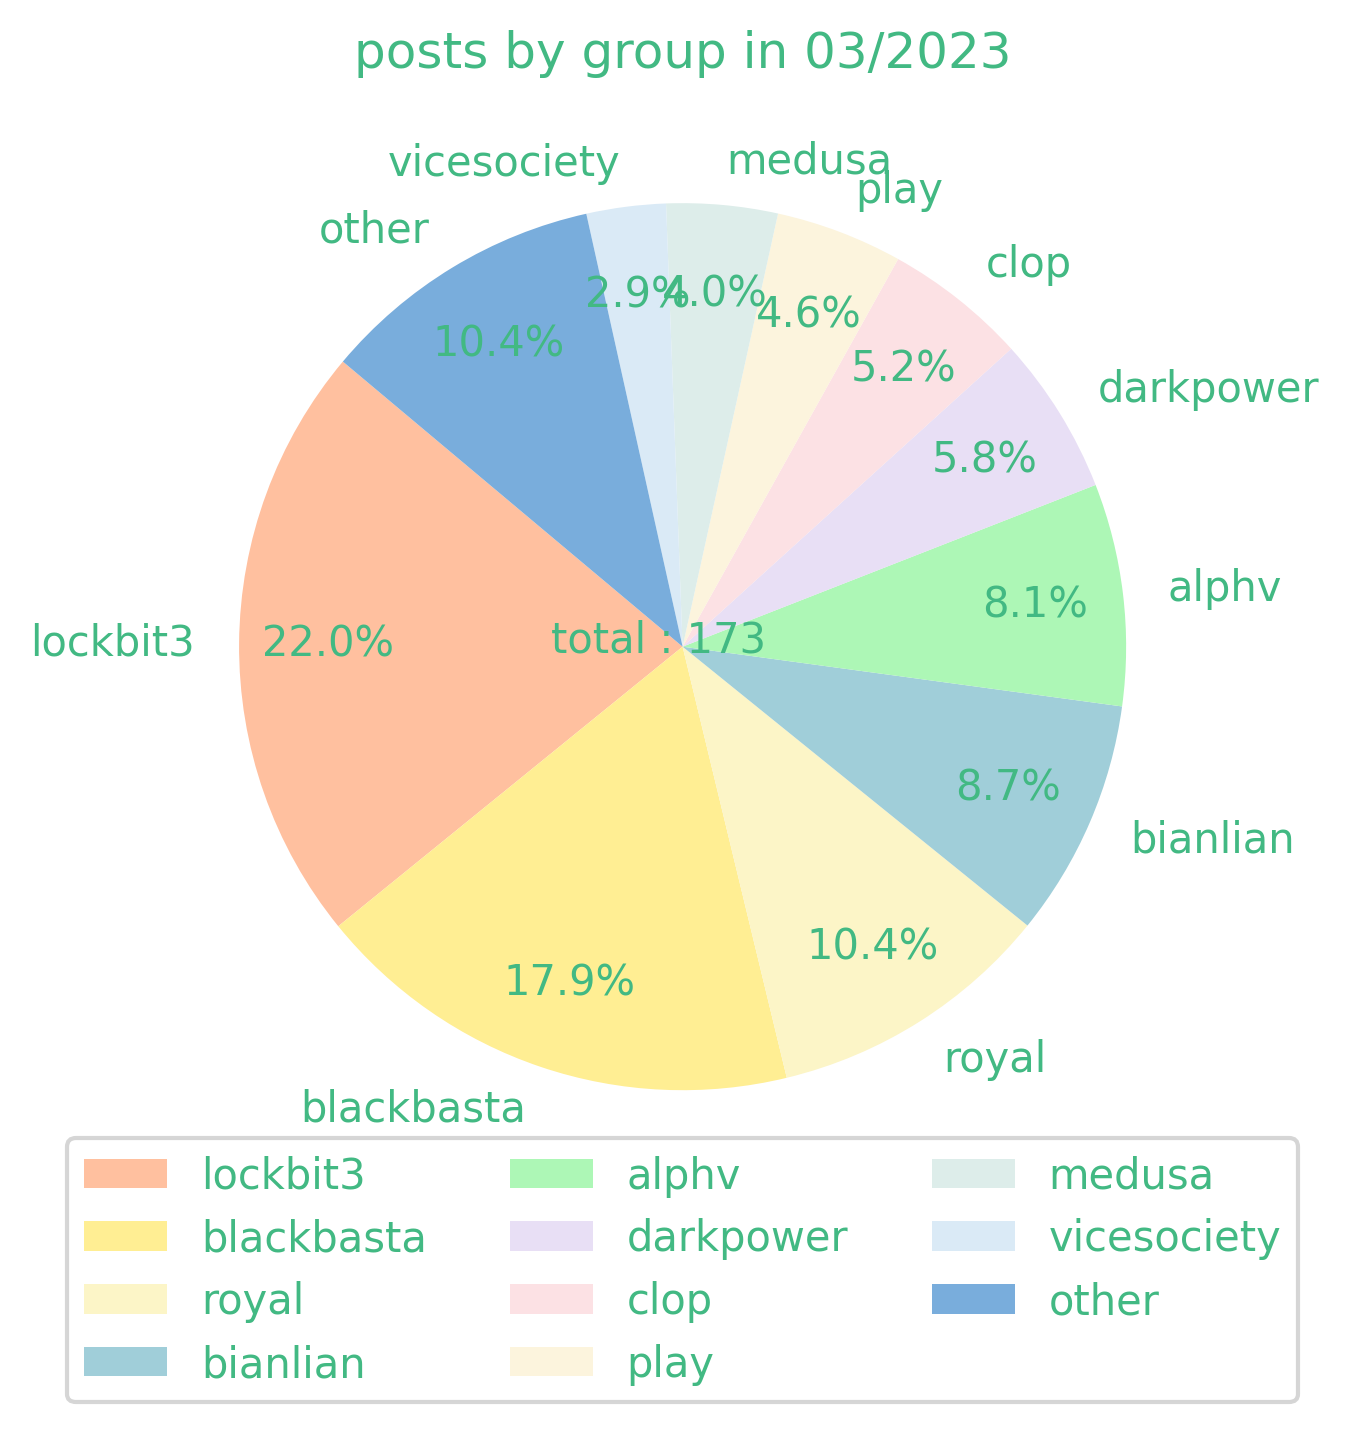 posts by group in 03/2023
vicesociety
medusa
play
other
clop
darkpower
alphv
lockbit3
bianlian
royal
blackbasta
2.9%
4.0%
4.6%
10.4%
5.2%
5.8%
8.1%
22.0%
total : 173
8.7%
10.4%
17.9%
lockbit3
blackbasta
royal
bianlian
alphv
darkpower
clop
play
medusa
vicesociety
other